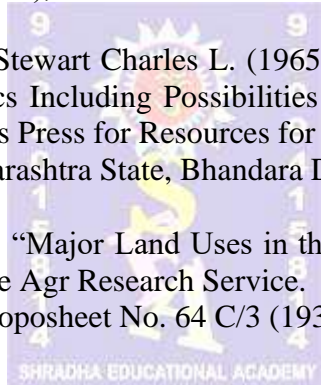 Stewart Charles L. (1965
cs Including Possibilities
s Press for Resources for
arashtra State, Bhandara D
“Major Land Uses in th
e Agr Research Service.
oposheet No. 64 C/3 (193
SHRADHA EDUCATIONAL ACADEMY